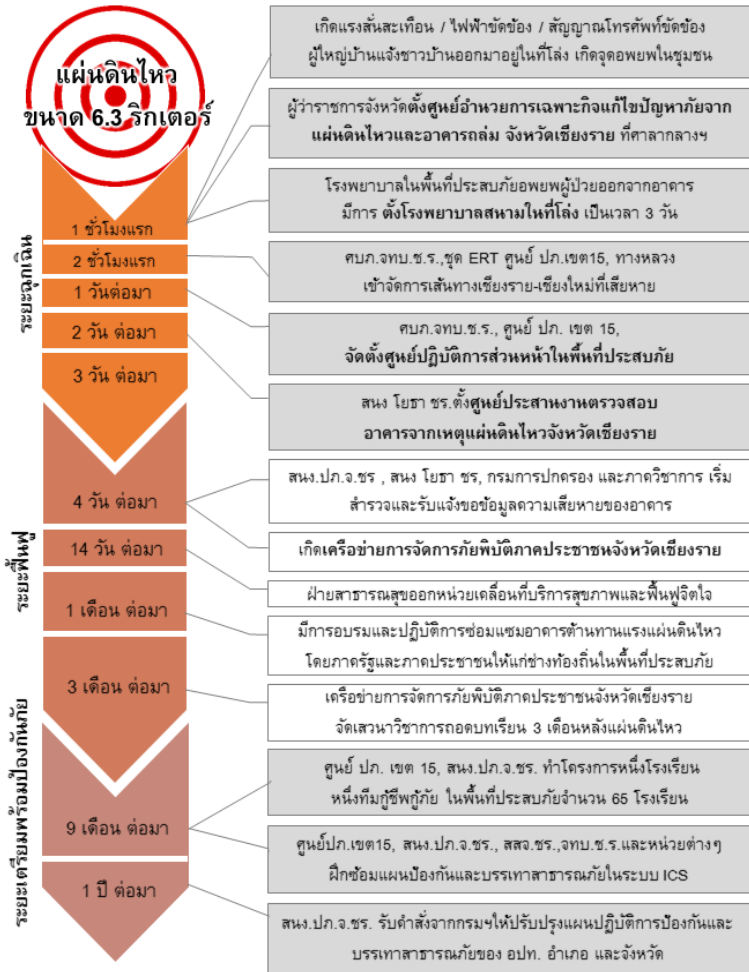 แผ่นดินไหว
ขนาด 6.3 ริกเตอร์
ระยะฉุกเฉิน
1 ชั่วโมงแรก
เกิดแรงสั่นสะเทือน / ไฟฟ้าขัดข้อง / สัญญาณโทรศัพท์ขัดข้อง
ผู้ใหญ่บ้านแจ้งชาวบ้านออกมาอยู่ในที่โล่ง เกิดจุดอพยพในชุมชน
ผู้ว่าราชการจังหวัดตั้งศูนย์อำนวยการเฉพาะกิจแก้ไขปัญหาภัยจาก
แผ่นดินไหวและอาคารถล่ม จังหวัดเชียงราย ที่ศาลากลางฯ
โรงพยาบาลในพื้นที่ประสบภัยอพยพผู้ป่วยออกจากอาคาร
มีการ ตั้งโรงพยาบาลสนามในที่โล่ง เป็นเวลา 3 วัน
2 ชั่วโมงแรก
ศบภ.จทบ.ช.ร.,ชุด ERT ศูนย์ ปภ.เขต15, ทางหลวง
เข้าจัดการเส้นทางเชียงราย-เชียงใหม่ที่เสียหาย
1 วันต่อมา
ศบภ.จทบ.ช.ร., ศูนย์ ปภ. เขต 15,
จัดตั้งศูนย์ปฏิบัติการส่วนหน้าในพื้นที่ประสบภัย
2 วัน ต่อมา
สนง โยธา ชร.ตั้งศูนย์ประสานงานตรวจสอบ
อาคารจากเหตุแผ่นดินไหวจังหวัดเชียงราย
3 วัน ต่อมา
ระยะฟื้นฟู
4 วัน ต่อมา
สนง.ปภ.จ.ชร , สนง โยธา ชร, กรมการปกครอง และภาควิชาการ เริ่ม
สำรวจและรับแจ้งขอข้อมูลความเสียหายของอาคาร
เกิดเครือข่ายการจัดการภัยพิบัติภาคประชาชนจังหวัดเชียงราย
14 วัน ต่อมา
ฝ่ายสาธารณสุขออกหน่วยเคลื่อนที่บริการสุขภาพและฟื้นฟูจิตใจ
1 เดือน ต่อมา
มีการอบรมและปฏิบัติการซ่อมแซมอาคารต้านทานแรงแผ่นดินไหว
โดยภาครัฐและภาคประชาชนให้แก่ช่างท้องถิ่นในพื้นที่ประสบภัย
3 เดือน ต่อมา
เครือข่ายการจัดการภัยพิบัติภาคประชาชนจังหวัดเชียงราย
จัดเสวนาวิชาการถอดบทเรียน 3 เดือนหลังแผ่นดินไหว
ระยะเตรียมพร้อมป้องกันภัย
9 เดือน ต่อมา
ศูนย์ ปภ. เขต 15, สนง.ปภ.จ.ชร. ทำโครงการหนึ่งโรงเรียน
หนึ่งทีมกู้ชีพกู้ภัย ในพื้นที่ประสบภัยจำนวน 65 โรงเรียน
ศูนย์ปภ.เขต15, สนง.ปภ.จ.ชร., สสจ.ชร.,จทบ.ช.ร.และหน่วยต่างๆ
ฝึกซ้อมแผนป้องกันและบรรเทาสาธารณภัยในระบบ ICS
1 ปี ต่อมา
สนง.ปภ.จ.ชร. รับคำสั่งจากกรมฯให้ปรับปรุงแผนปฏิบัติการป้องกันและ
บรรเทาสาธารณภัยของ อปท. อำเภอ และจังหวัด